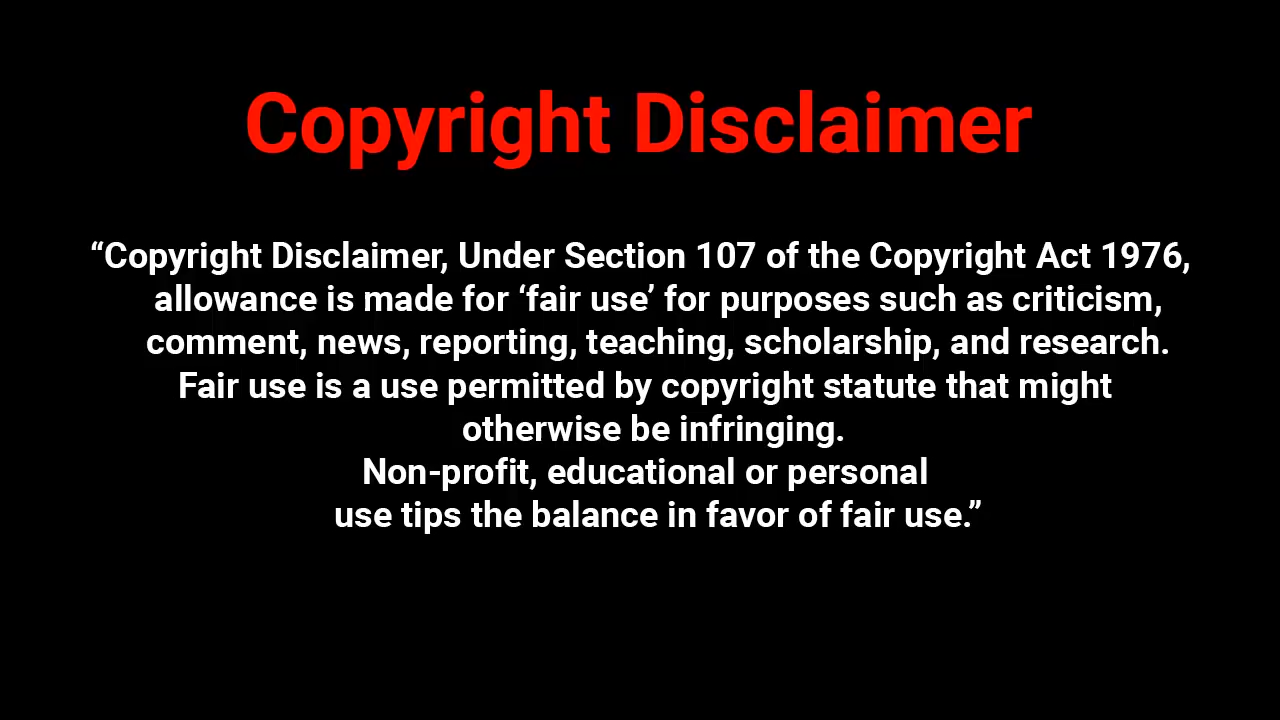 Copyright Disclaimer
“Copyright Disclaimer, Under Section 107 of the Copyright Act 1976,
allowance is made for ‘fair use’ for purposes such as criticism,
comment, news, reporting, teaching, scholarship, and research.
Fair use is a use permitted by copyright statute that might
otherwise be infringing.
Non-profit, educational or personal
use tips the balance in favor of fair use.”